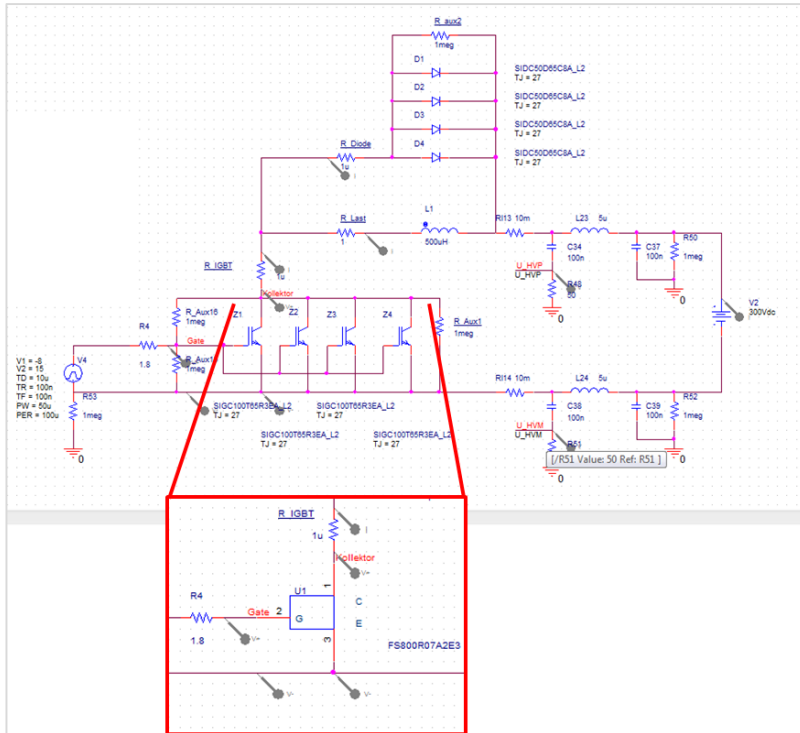 R_aux2
1meg
D1
SIDC50D65C8A_L2
TJ = 27
D2
SIDC50D65C8A_L2
TJ = 27
D3
SIDC50D65C8A_L2
TJ = 27
D4
SIDC50D65C8A_L2
TJ = 27
R_Diode
1u
I
R_Last
1
I
L1
500uH
RI13 10m
L23 5u
C34
100n
C37
100n
R50
1meg
U_HVP
U_HVP
R48
50
0
0
V2
300Vdc
R_IGBT
1u
I
Kollektor
V+
R_Aux16
1meg
Z1
Z2
Z3
Z4
R_Aux1
1meg
R4
1.8
Gate
V4
V1 = -8
V2 = 15
TD = 10u
TR = 100n
TF = 100n
PW = 50u
PER = 100u
R53
1meg
0
SIGC100T65R3EA_L2
TJ = 27
SIGC100T65R3EA_L2
TJ = 27
SIGC100T65R3EA_L2
TJ = 27
SIGC100T65R3EA_L2
TJ = 27
RI14 10m
L24 5u
C38
100n
C39
100n
R52
1meg
U_HVM
U_HVM
R51
[/R51 Value: 50 Ref: R51 ]
0
0
R_IGBT
1u
I
Kollektor
V+
R4
1.8
Gate
2
U1
1
G
C
E
3
V+
FS800R07A2E3
V-
V-